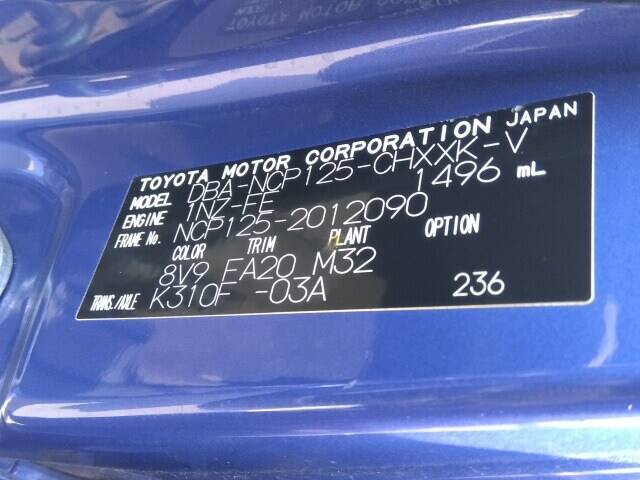 TOYOTA MOTOR CORPORATION JAPAN
MODEL DBA-NCP125-CHXXK-V
ENGINE 1NZ-FE 1496 mL
FRAME No. NCP125-2012090
COLOR TRIM PLANT OPTION
8V9 FA20 M32
TRANS./AXLE K310F -03A 236